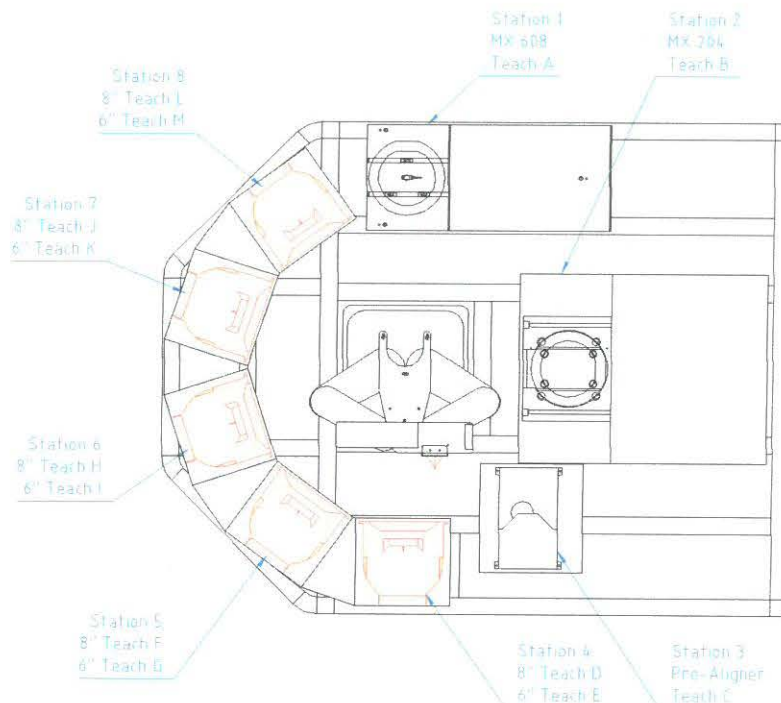 Station 1
MX 608
Teach A
Station 2
MX 204
Teach B
Station 8
8" Teach L
6" Teach M
Station 7
8" Teach J
6" Teach K
Station 6
8" Teach H
6" Teach I
Station 5
8" Teach F
6" Teach G
Station 4
8" Teach D
6" Teach E
Station 3
Pre-Aligner
Teach C